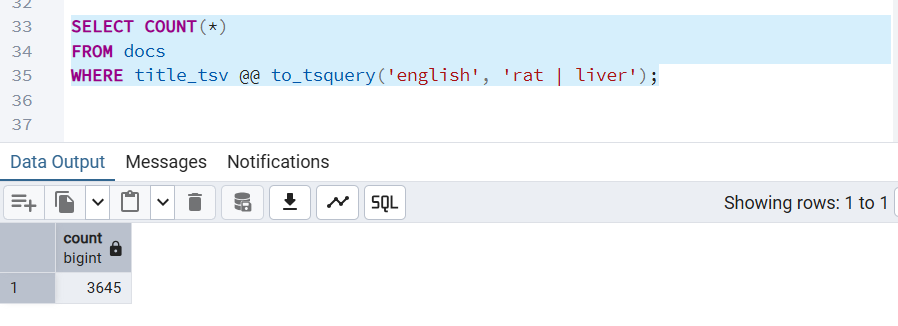 32
33 SELECT COUNT(*)
34 FROM docs
35 WHERE title_tsv @@ to_tsquery('english', 'rat | liver');
36
37
Data Output Messages Notifications
SQL Showing rows: 1 to 1
count
bigint
1 3645